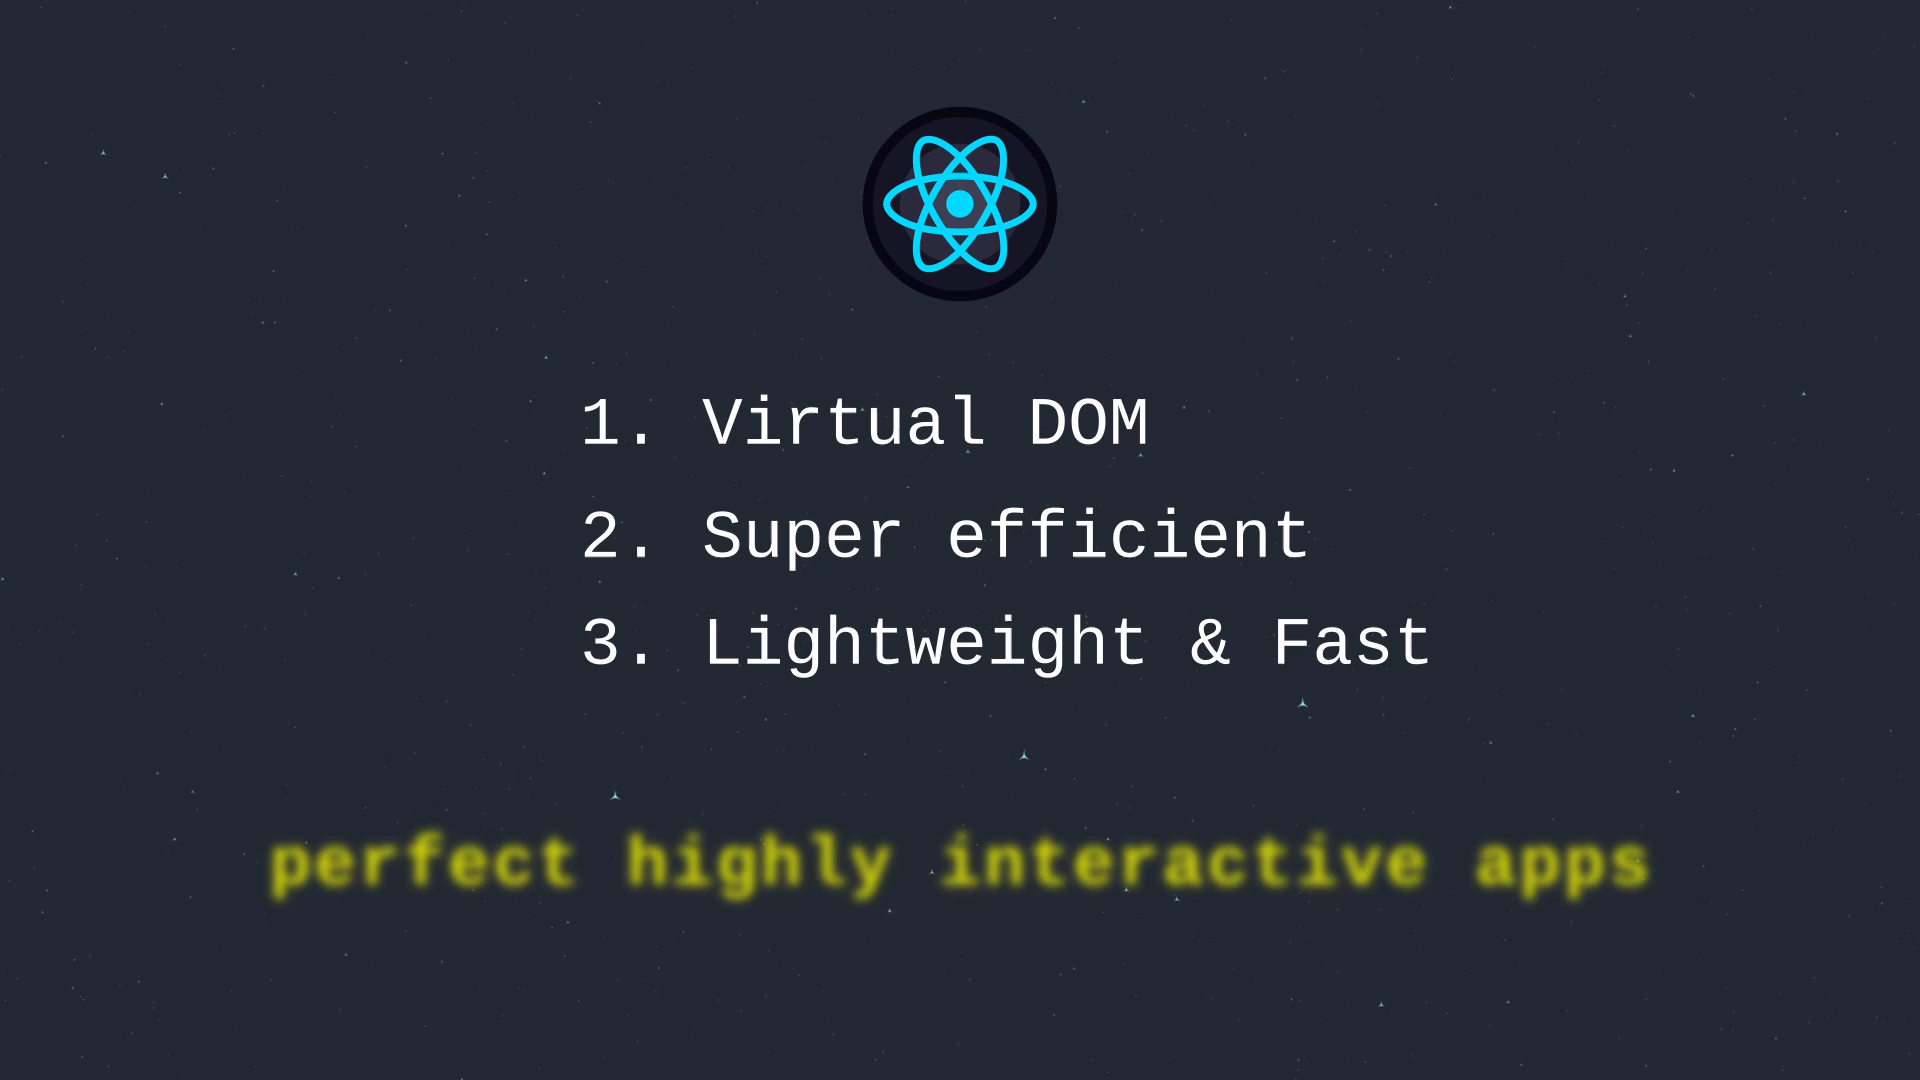 1. Virtual DOM
2. Super efficient
3. Lightweight & Fast
perfect highly interactive apps